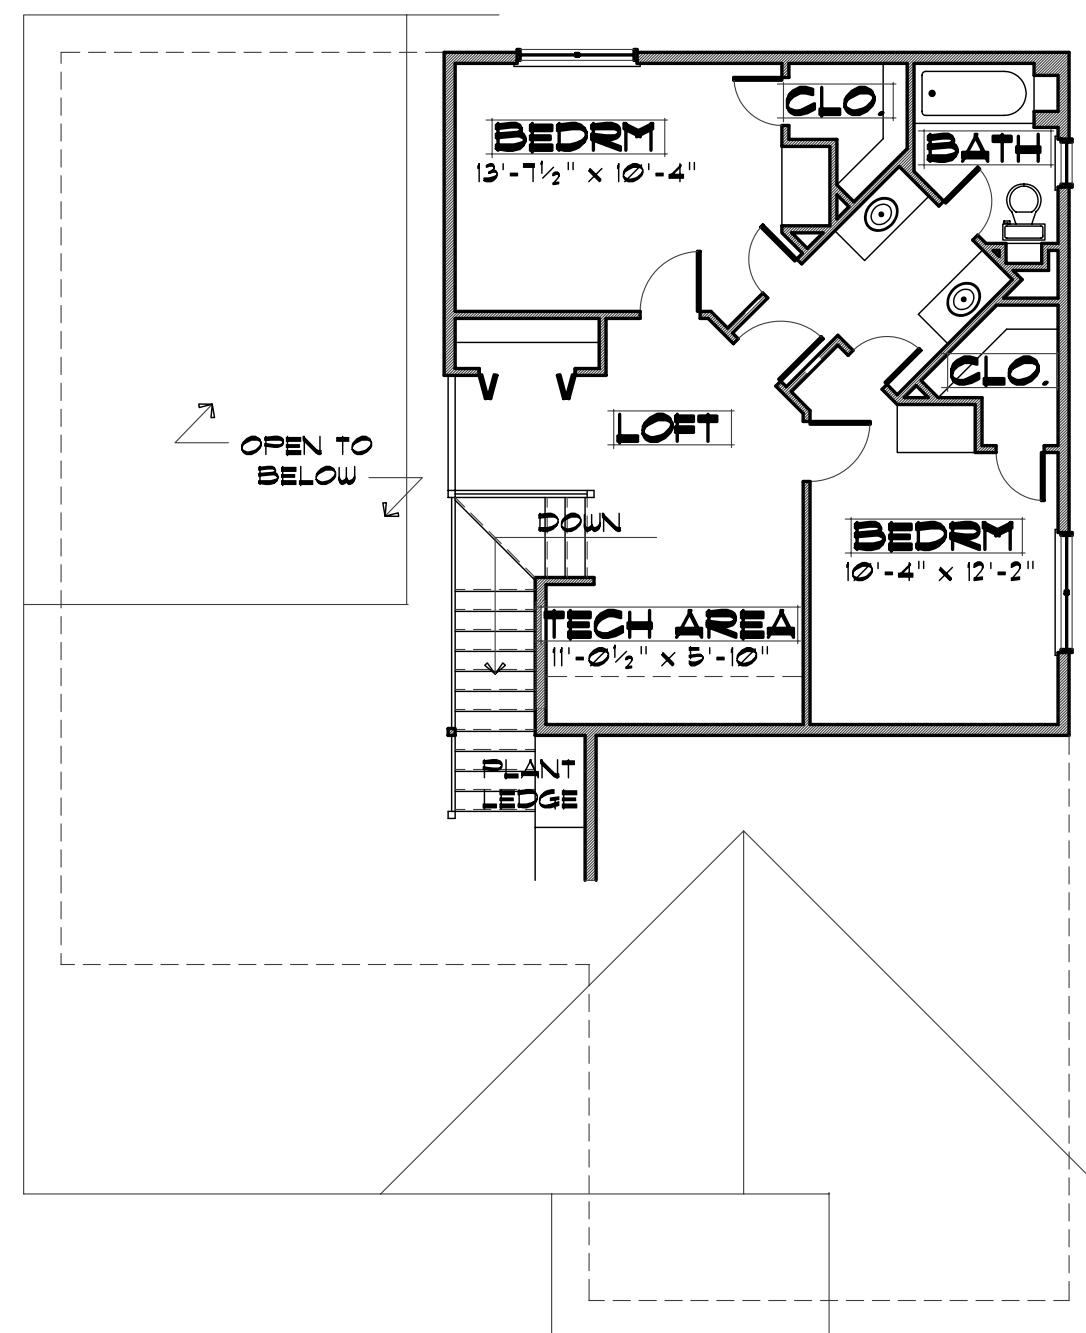 CLO.
BEDRM
13'-7½" x 10'-4"
BATH
CLO.
LOFT
OPEN TO
BELOW
DOWN
BEDRM
10'-4" x 12'-2"
TECH AREA
11'-0½" x 5'-10"
PLANT
LEDGE